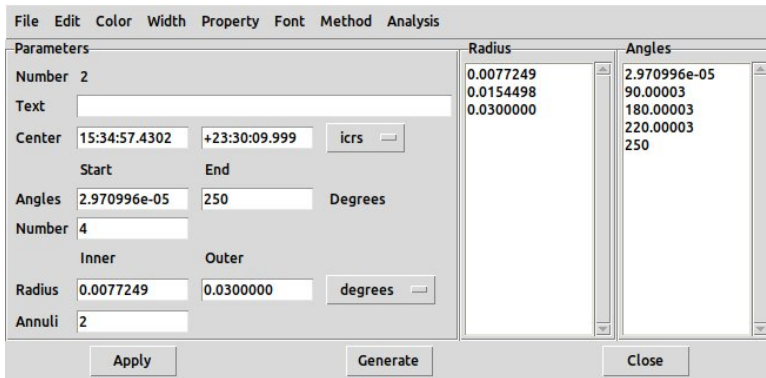 File Edit Color Width Property Font Method Analysis
Parameters
Number 2
Text
Center 15:34:57.4302 +23:30:09.999 icrs
Start End
Angles 2.970996e-05 250 Degrees
Number 4
Inner Outer
Radius 0.0077249 0.0300000 degrees
Annuli 2
Radius
0.0077249
0.0154498
0.0300000
Angles
2.970996e-05
90.00003
180.00003
220.00003
250
Apply Generate Close